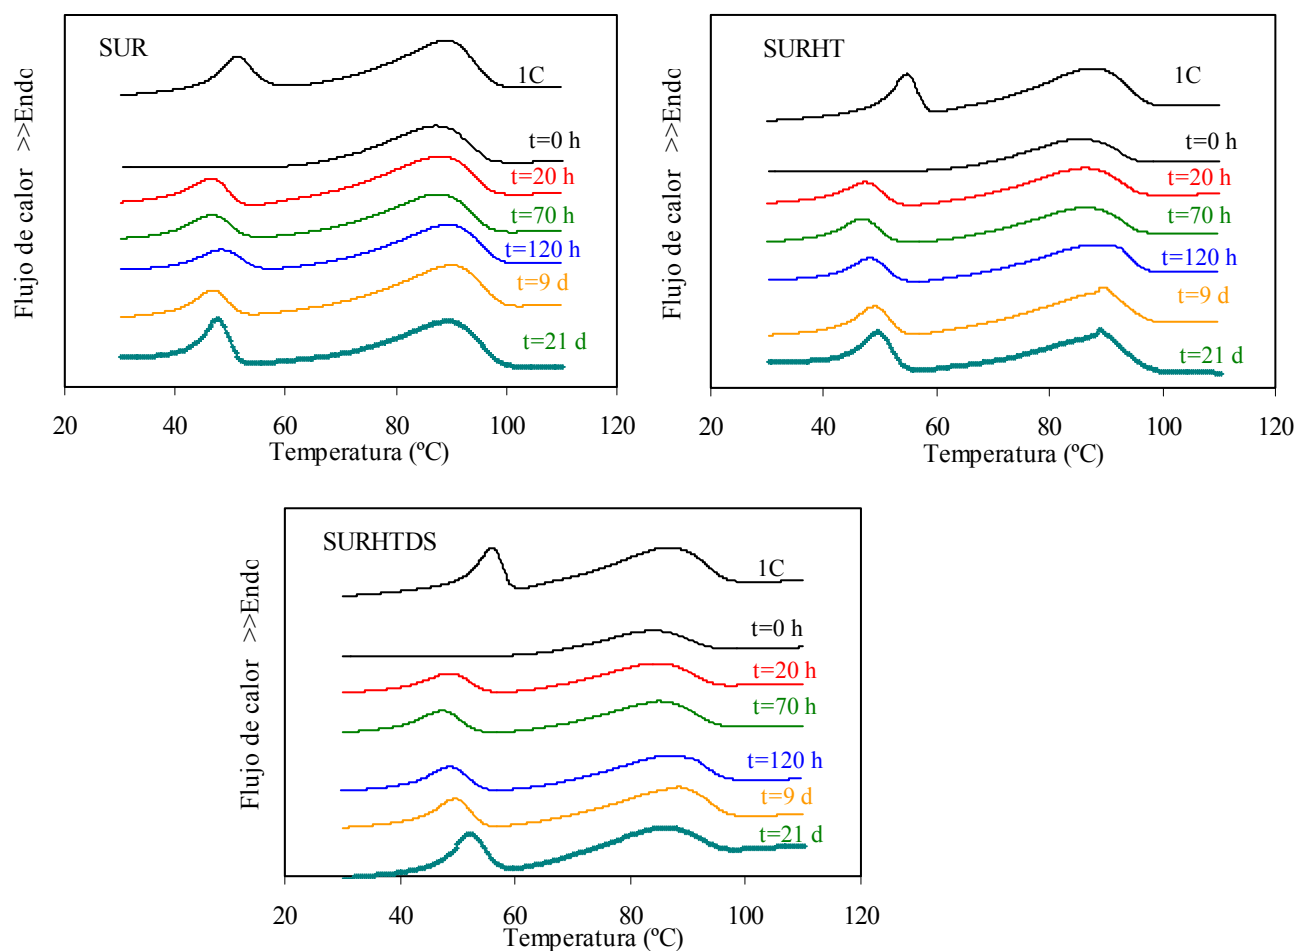 SUR
1C
t=0 h
t=20 h
t=70 h
t=120 h
t=9 d
t=21 d
Flujo de calor >>Endo
20 40 60 80 100 120
Temperatura (ºC)
SURHT
1C
t=0 h
t=20 h
t=70 h
t=120 h
t=9 d
t=21 d
Flujo de calor >>Endo
20 40 60 80 100 120
Temperatura (ºC)
SURHTDS
1C
t=0 h
t=20 h
t=70 h
t=120 h
t=9 d
t=21 d
Flujo de calor >>Endo
20 40 60 80 100 120
Temperatura (ºC)